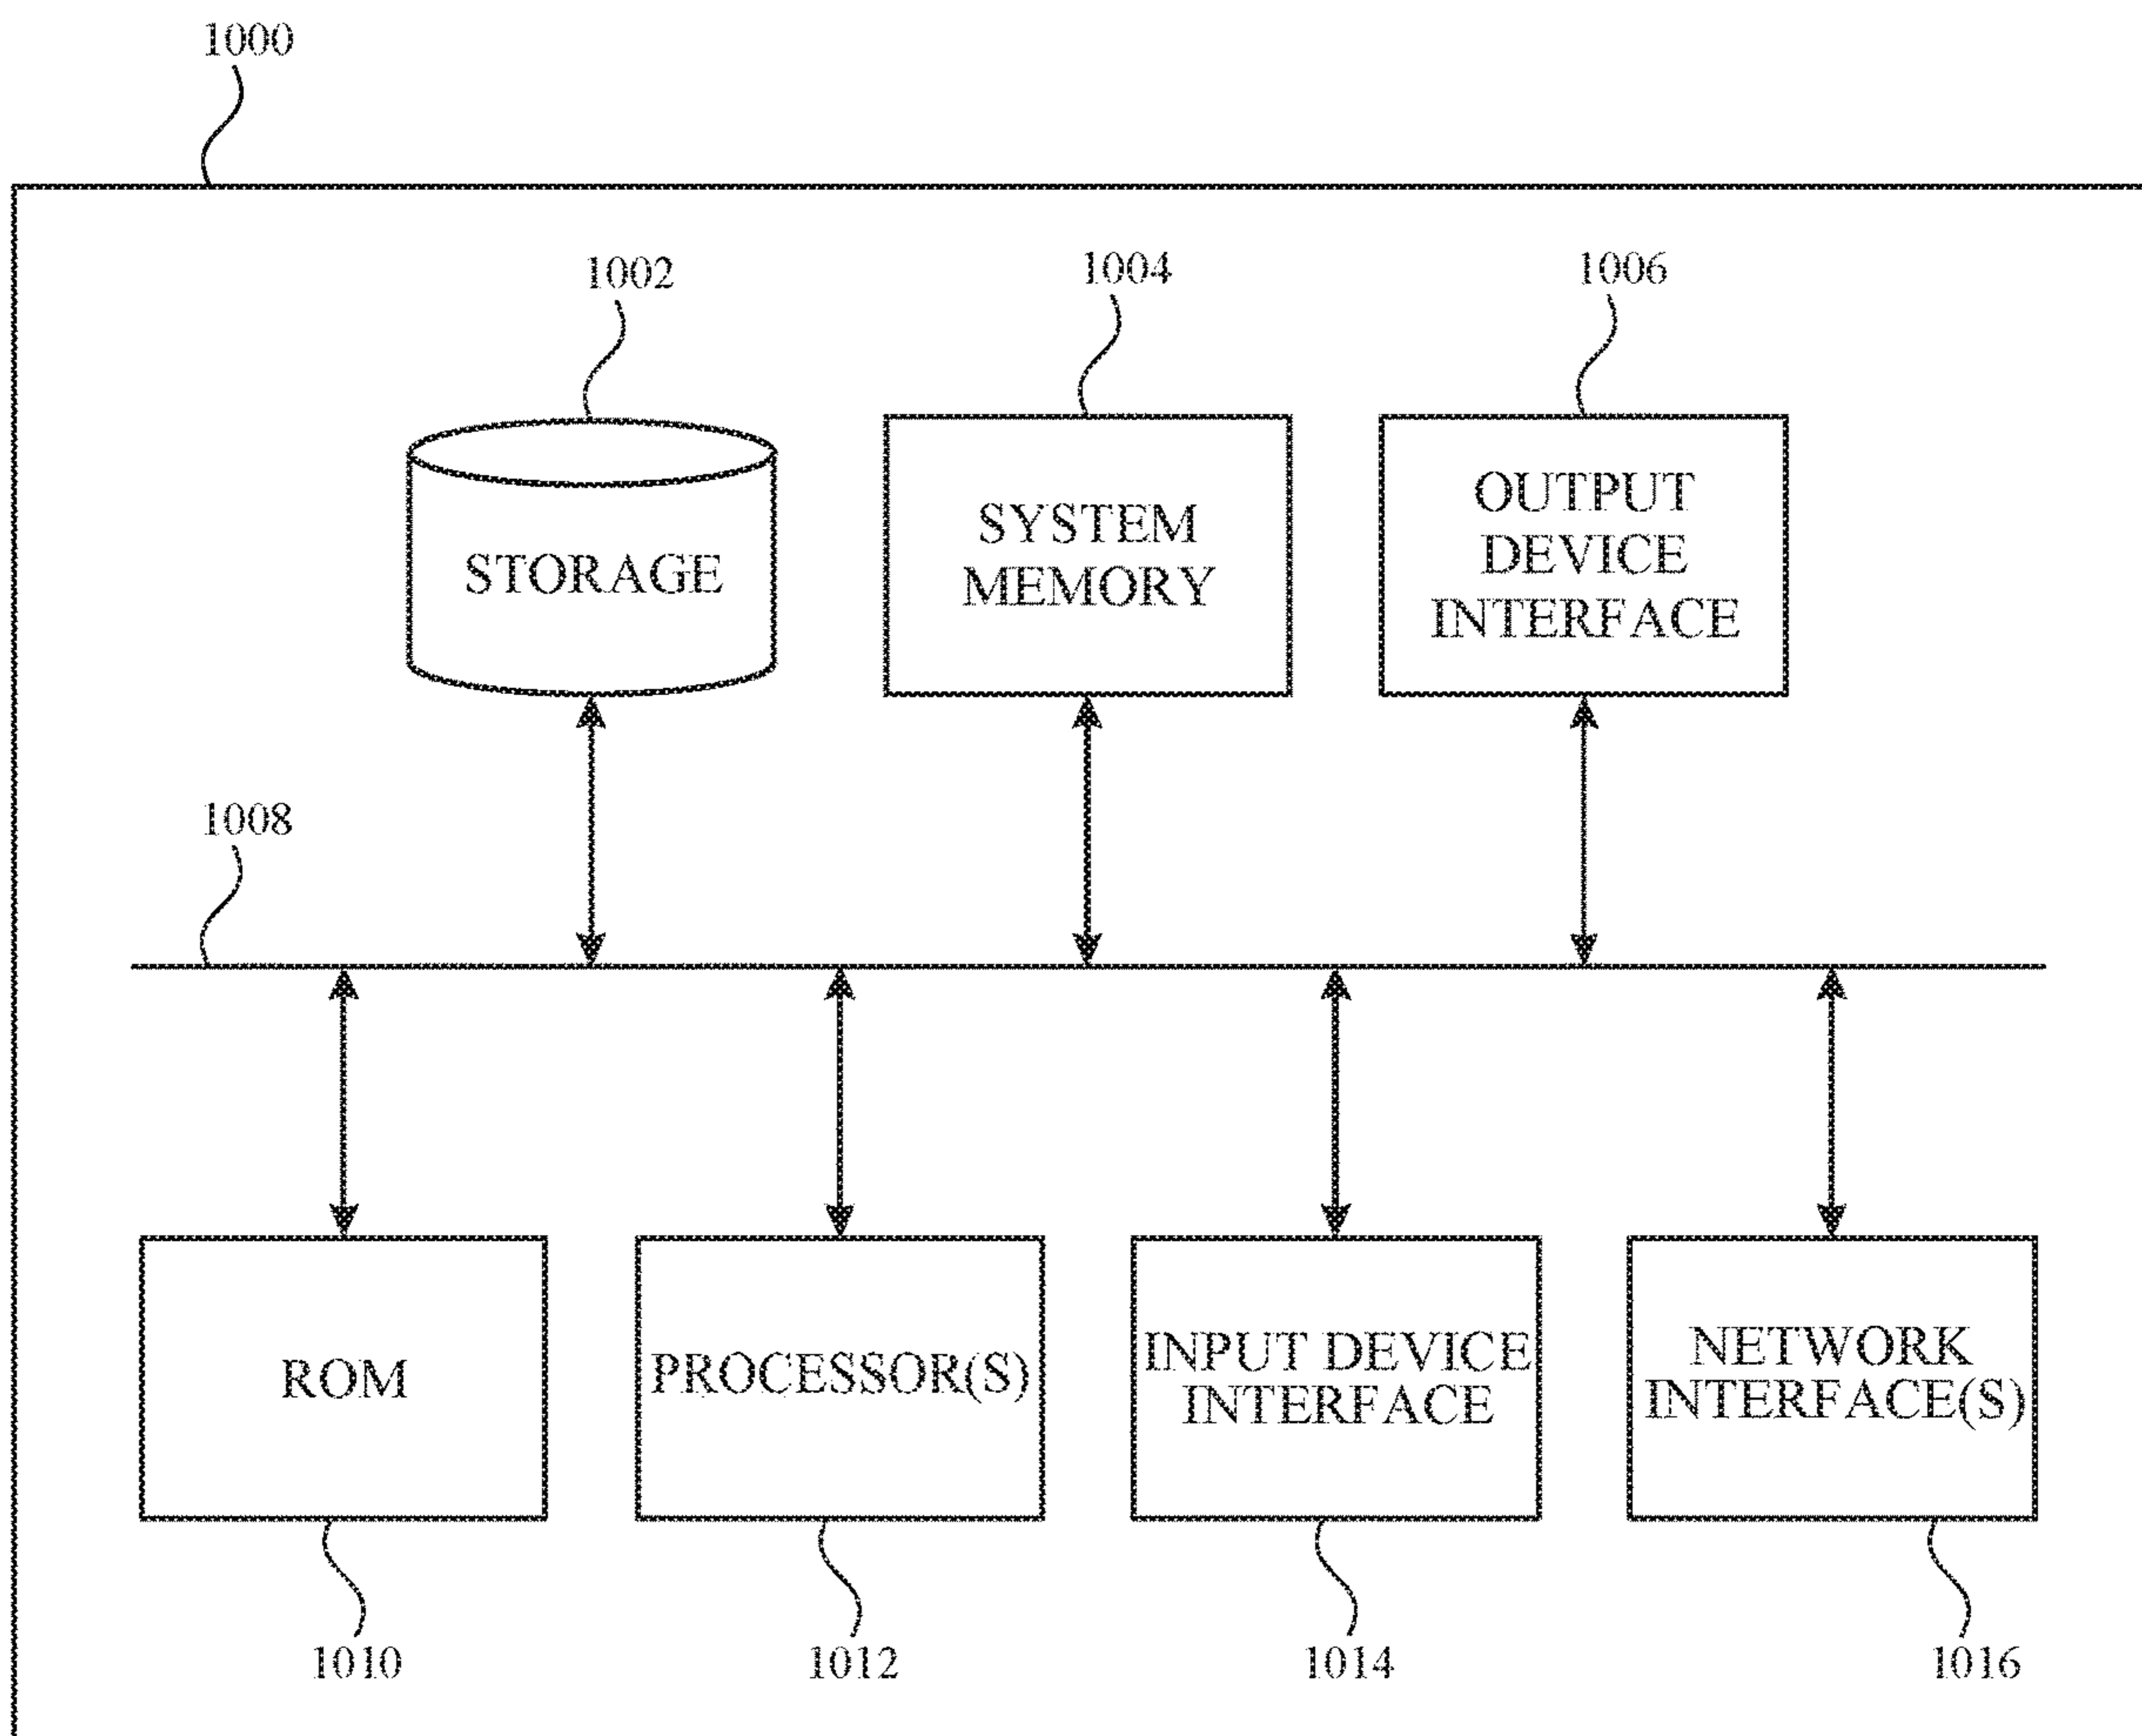 1000
1002
1004
1006
STORAGE
SYSTEM
MEMORY
OUTPUT
DEVICE
INTERFACE
1008
ROM
PROCESSOR(S)
INPUT DEVICE
INTERFACE
NETWORK
INTERFACE(S)
1010
1012
1014
1016